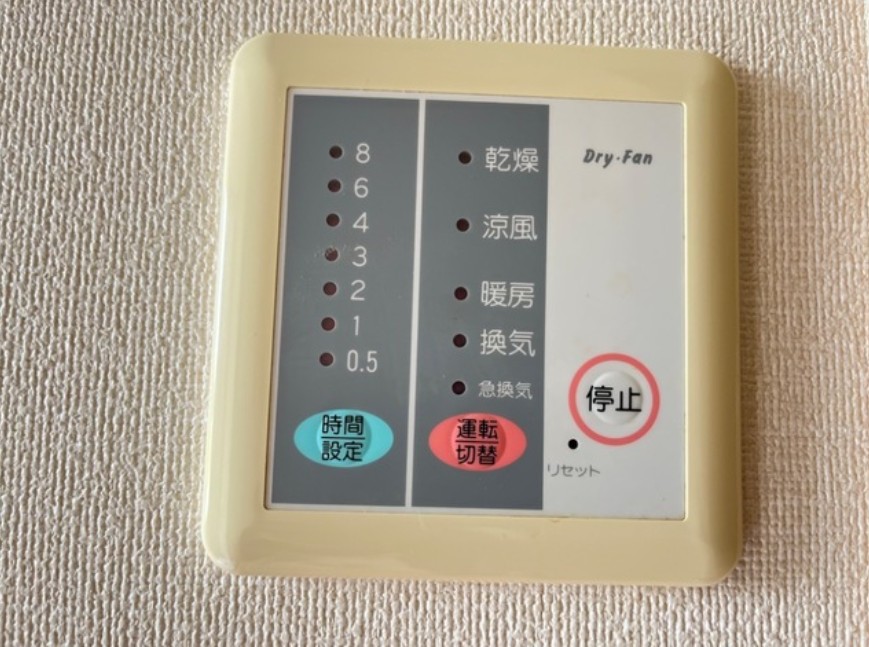 8
6
4
3
2
1
0.5
時間
設定
乾燥
涼風
暖房
換気
急換気
運転
切替
Dry・Fan
停止
リセット